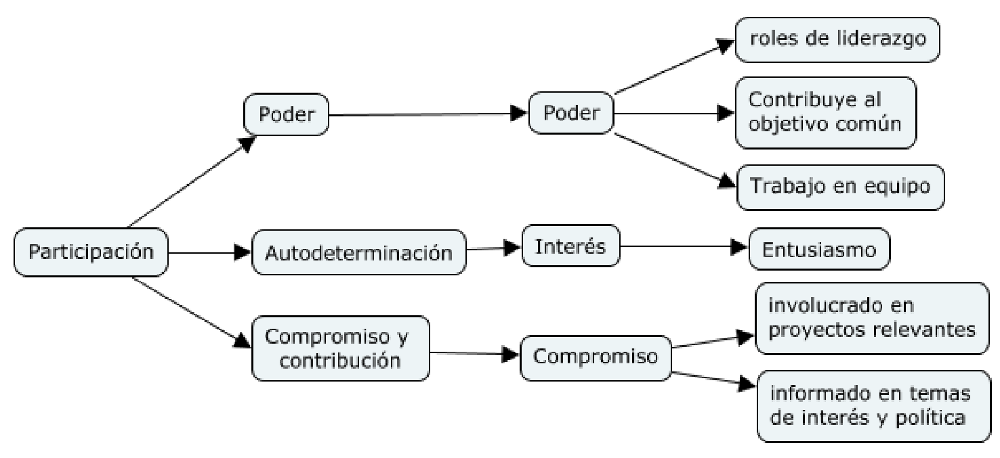 roles de liderazgo
Poder
Poder
Contribuye al
objetivo común
Trabajo en equipo
Participación
Autodeterminación
Interés
Entusiasmo
Compromiso y
contribución
Compromiso
involucrado en
proyectos relevantes
informado en temas
de interés y política